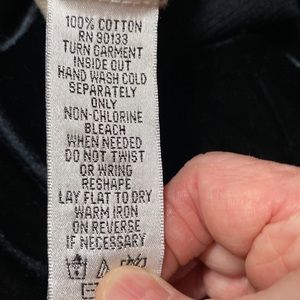 100% COTTON
RN 90133
TURN GARMENT
INSIDE OUT
HAND WASH COLD
SEPARATELY
ONLY
NON-CHLORINE
BLEACH
WHEN NEEDED
DO NOT TWIST
OR WRING
RESHAPE
LAY FLAT TO DRY
WARM IRON
ON REVERSE
IF NECESSARY